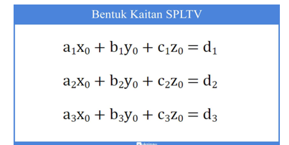 Bentuk Kaitan SPLTV
a₁x₀ + b₁y₀ + c₁z₀ = d₁
a₂x₀ + b₂y₀ + c₂z₀ = d₂
a₃x₀ + b₃y₀ + c₃z₀ = d₃